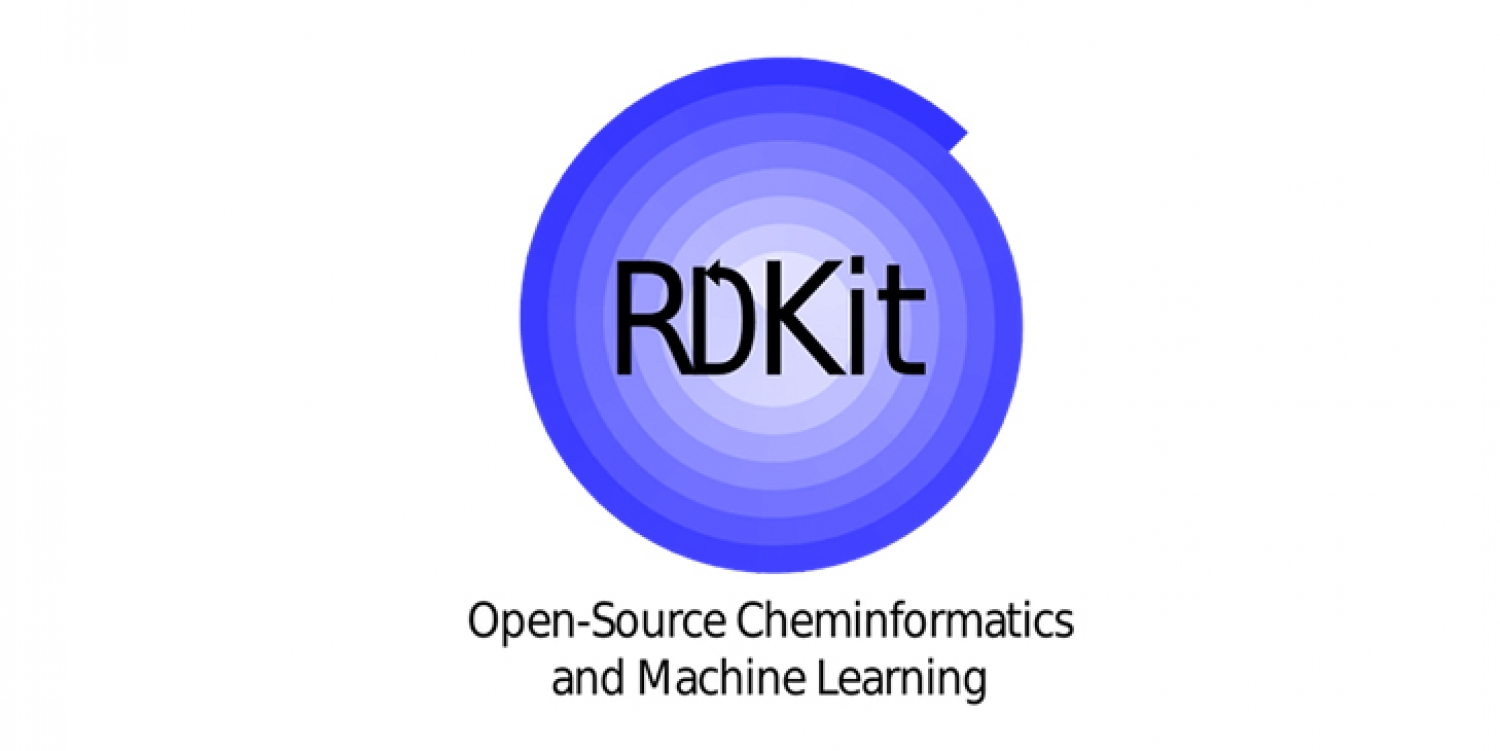 RDKit
Open-Source Cheminformatics
and Machine Learning